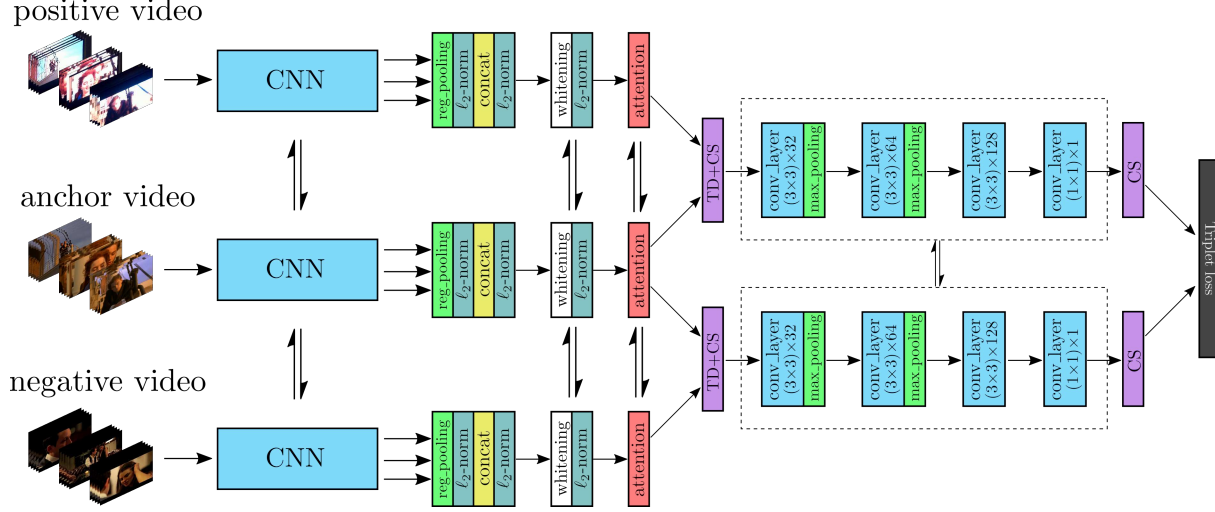 positive video
CNN
reg_pooling
ℓ2-norm
concat
ℓ2-norm
whitening
ℓ2-norm
attention
anchor video
CNN
reg_pooling
ℓ2-norm
concat
ℓ2-norm
whitening
ℓ2-norm
attention
negative video
CNN
reg_pooling
ℓ2-norm
concat
ℓ2-norm
whitening
ℓ2-norm
attention
TD+CS
conv_layer
(3×3)×32
max_pooling
conv_layer
(3×3)×64
max_pooling
conv_layer
(3×3)×128
conv_layer
(1×1)×1
CS
TD+CS
conv_layer
(3×3)×32
max_pooling
conv_layer
(3×3)×64
max_pooling
conv_layer
(3×3)×128
conv_layer
(1×1)×1
CS
Triplet loss